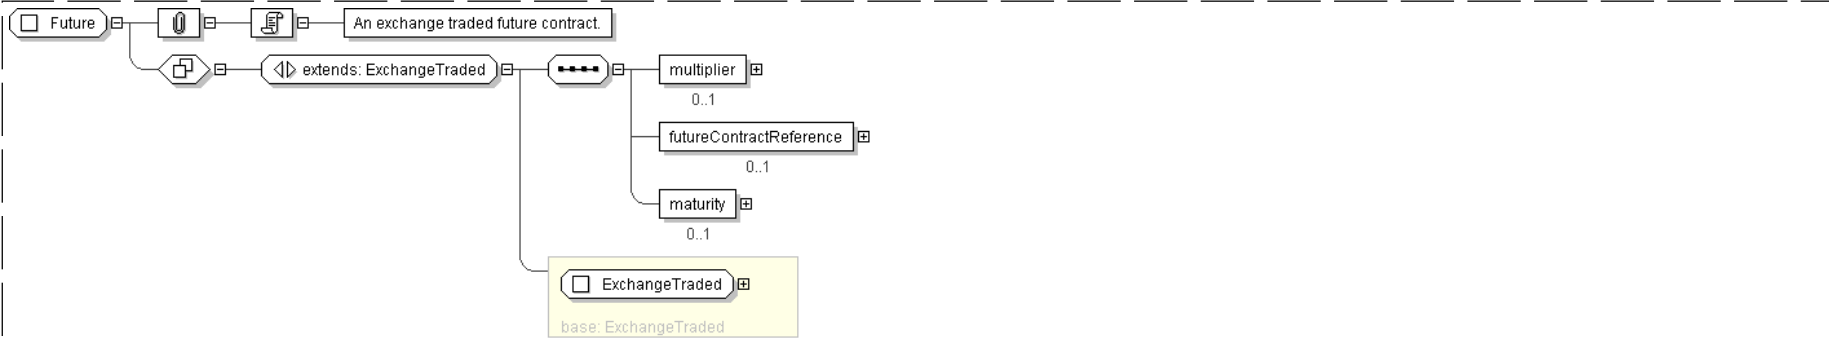 Future
An exchange traded future contract.
extends: ExchangeTraded
multiplier
0..1
futureContractReference
0..1
maturity
0..1
ExchangeTraded
base: ExchangeTraded